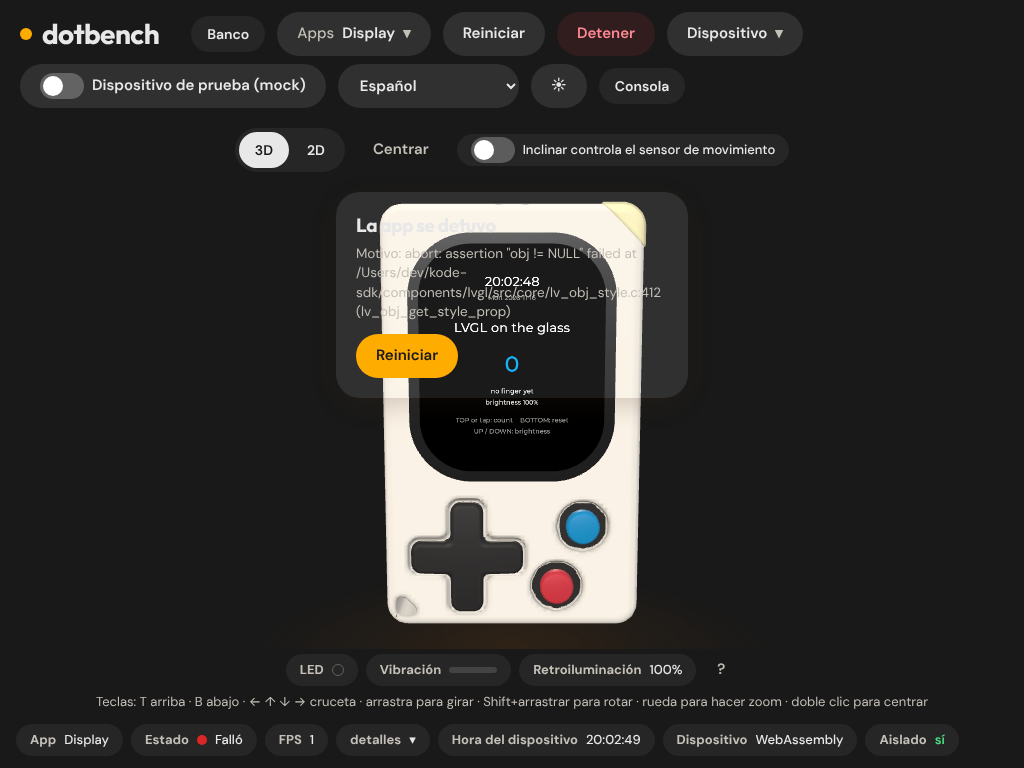 dotbench
Banco
Apps Display ▾
Reiniciar
Detener
Dispositivo ▾
Dispositivo de prueba (mock)
Español
Consola
3D
2D
Centrar
Inclinar controla el sensor de movimiento
La app se detuvo
Motivo: abort: assertion "obj != NULL" failed at
/Users/dev/kode-
sdk/components/lvgl/src/core/lv_obj_style.c:412
(lv_obj_get_style_prop)
Reiniciar
20:02:48
LVGL on the glass
0
no finger yet
brightness 100%
TOP or tap: count BOTTOM: reset
UP / DOWN: brightness
LED
Vibración
Retroiluminación 100%
?
Teclas: T arriba · B abajo · ← ↑ ↓ → cruceta · arrastra para girar · Shift+arrastrar para rotar · rueda para hacer zoom · doble clic para centrar
App Display
Estado Falló
FPS 1
detalles ▾
Hora del dispositivo 20:02:49
Dispositivo WebAssembly
Aislado sí